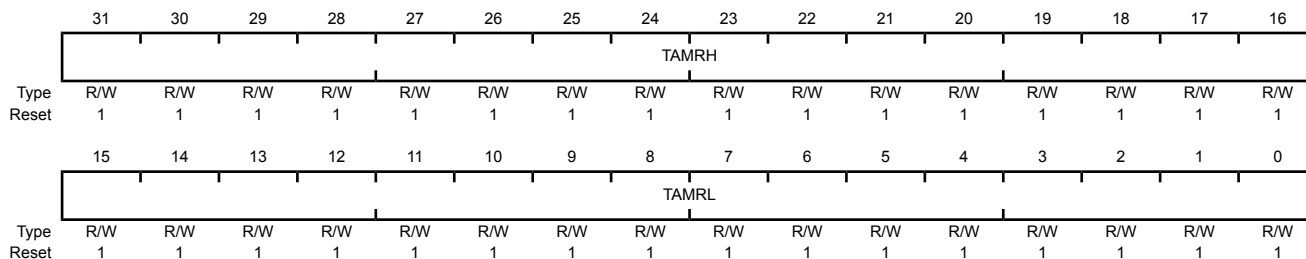 31 30 29 28 27 26 25 24 23 22 21 20 19 18 17 16
TAMRH
Type R/W R/W R/W R/W R/W R/W R/W R/W R/W R/W R/W R/W R/W R/W R/W R/W
Reset 1 1 1 1 1 1 1 1 1 1 1 1 1 1 1 1
15 14 13 12 11 10 9 8 7 6 5 4 3 2 1 0
TAMRL
Type R/W R/W R/W R/W R/W R/W R/W R/W R/W R/W R/W R/W R/W R/W R/W R/W
Reset 1 1 1 1 1 1 1 1 1 1 1 1 1 1 1 1